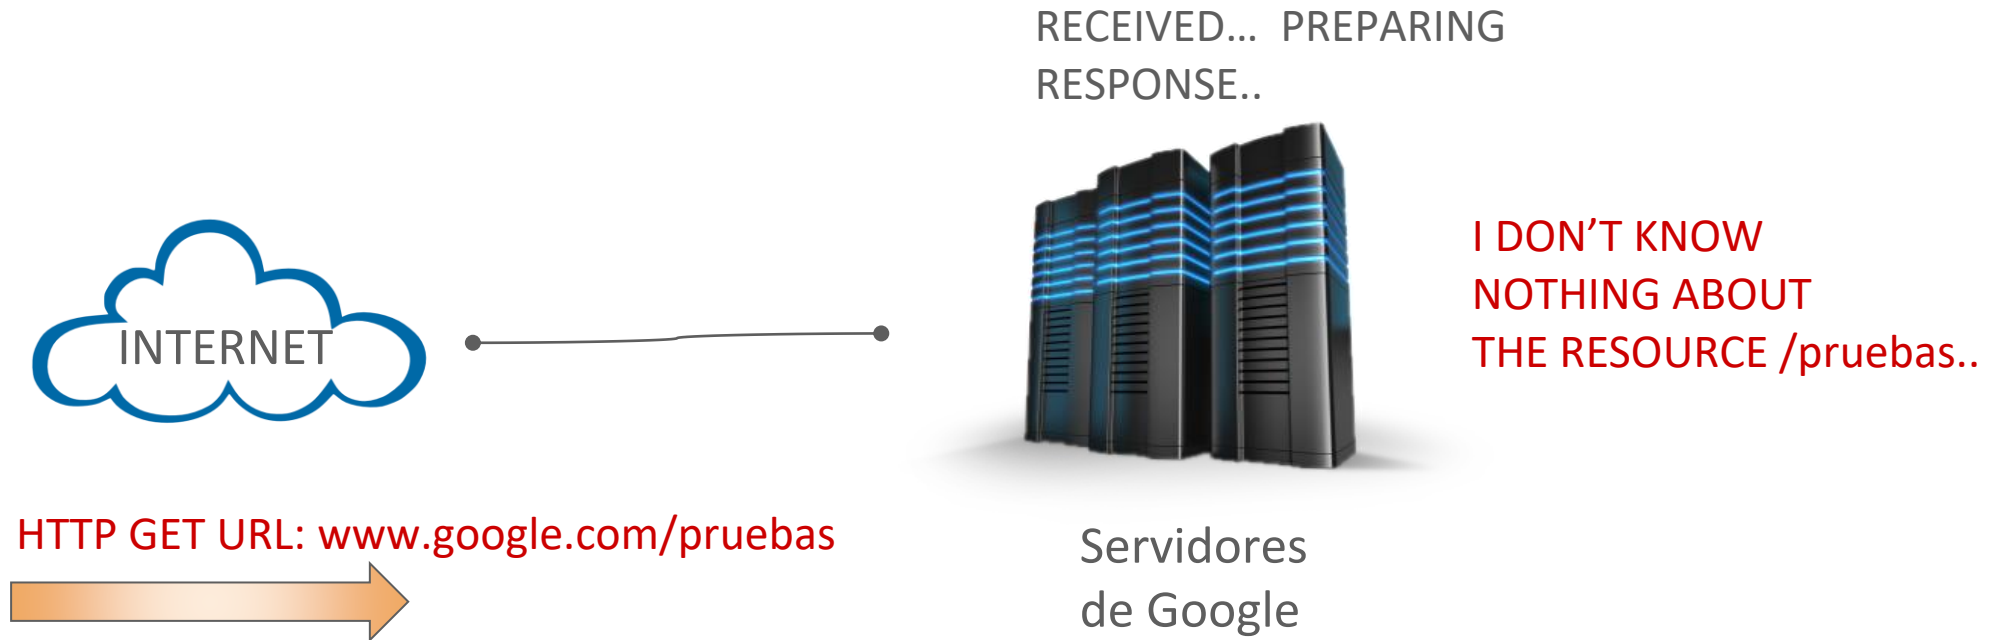 RECEIVED... PREPARING
RESPONSE..
INTERNET
I DON’T KNOW
NOTHING ABOUT
THE RESOURCE /pruebas..
HTTP GET URL: www.google.com/pruebas
Servidores
de Google